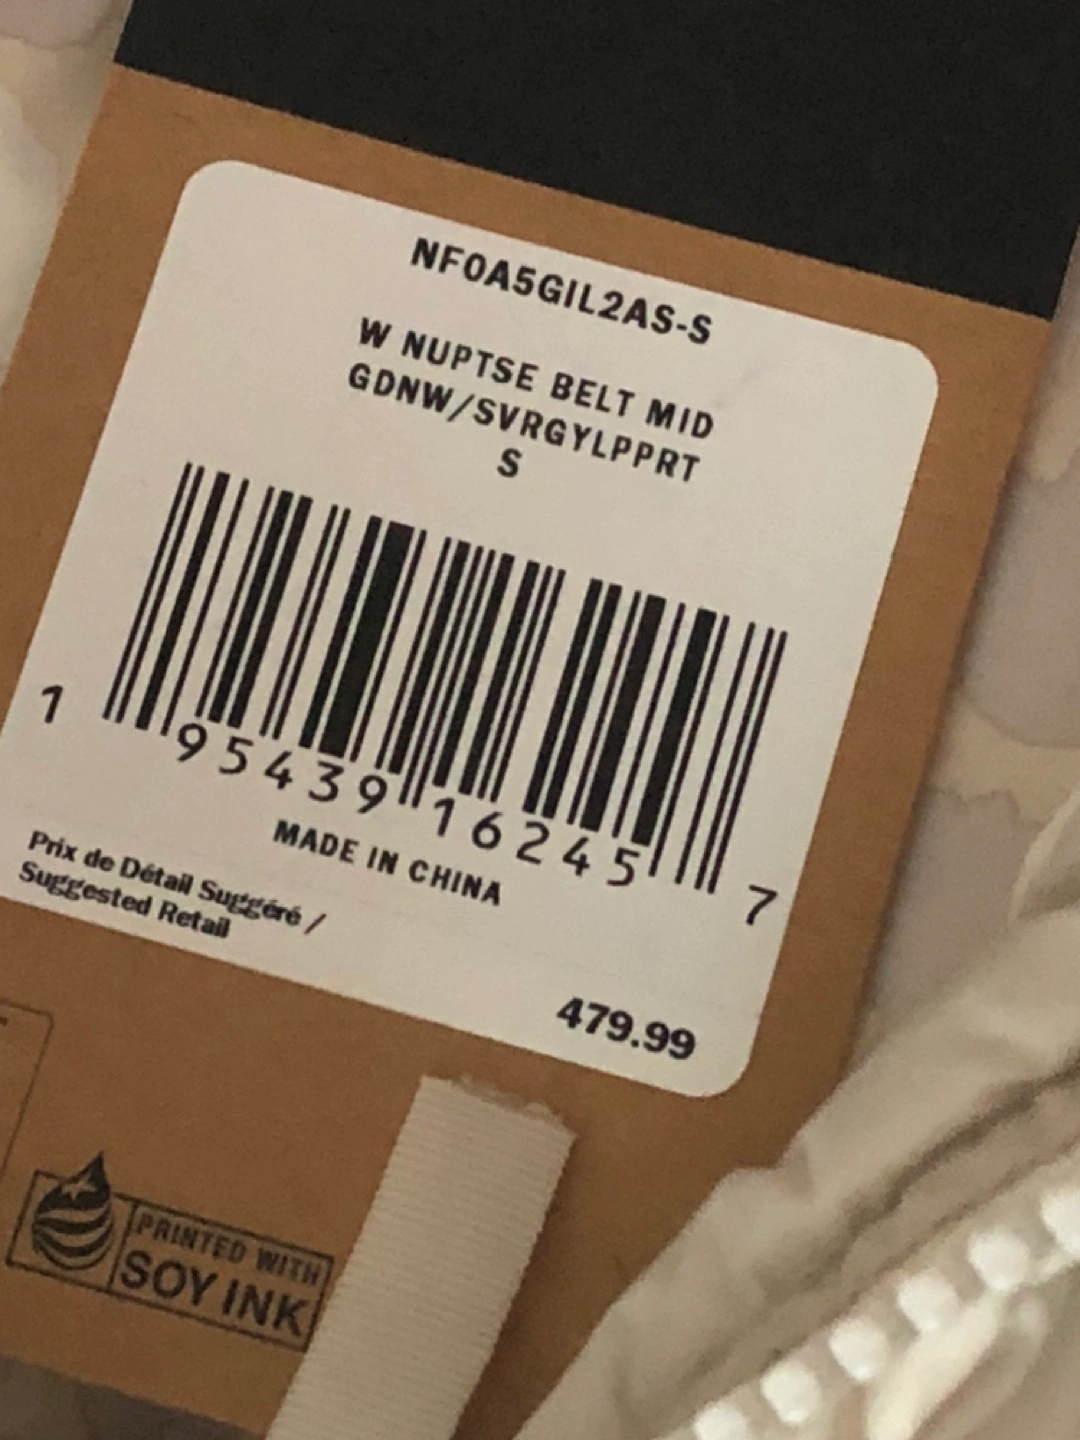 NF0A5GIL2AS-S
W NUPTSE BELT MID
GDNW/SVRGYLPPRT
S
1 95439 16245 7
MADE IN CHINA
Prix de Détail Suggéré /
Suggested Retail
479.99
PRINTED WITH
SOY INK